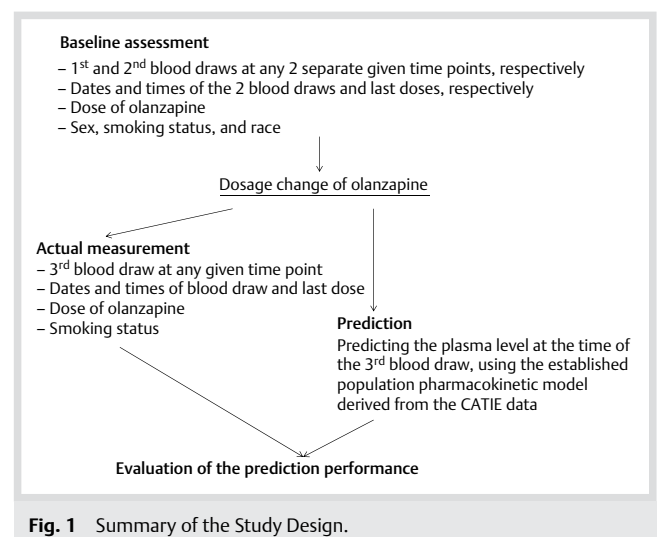 Baseline assessment
– 1st and 2nd blood draws at any 2 separate given time points, respectively
– Dates and times of the 2 blood draws and last doses, respectively
– Dose of olanzapine
– Sex, smoking status, and race
Dosage change of olanzapine
Actual measurement
– 3rd blood draw at any given time point
– Dates and times of blood draw and last dose
– Dose of olanzapine
– Smoking status
Prediction
Predicting the plasma level at the time of
the 3rd blood draw, using the established
population pharmacokinetic model
derived from the CATIE data
Evaluation of the prediction performance
Fig. 1 Summary of the Study Design.